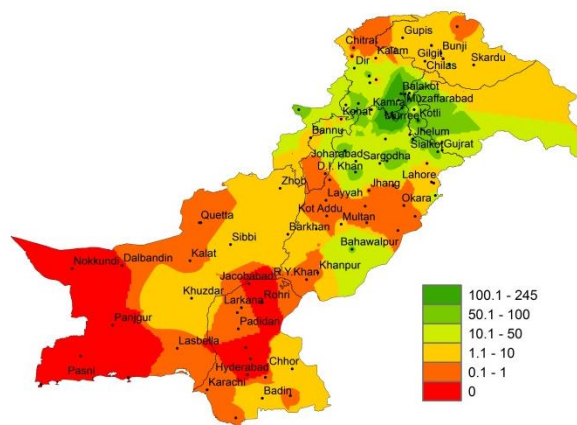 Gupis
Chitral
Kalam
Gilgit
Bunji
Chilas
Skardu
Dir
Balakot
Muzaffarabad
Kamra
Kohat
Murree
Kotli
Bannu
Jhelum
Sialkot
Gujrat
Joharabad
Sargodha
D.I. Khan
Lahore
Zhob
Layyah
Jhang
Okara
Kot Addu
Quetta
Multan
Barkhan
Sibbi
Bahawalpur
Nokkundi
Dalbandin
Kalat
R.Y.Khan
Khanpur
Jacobabad
Khuzdar
Larkana
Rohri
Panjgur
Padidan
Lasbella
Pasni
Hyderabad
Chhor
Karachi
Badin
100.1 - 245
50.1 - 100
10.1 - 50
1.1 - 10
0.1 - 1
0